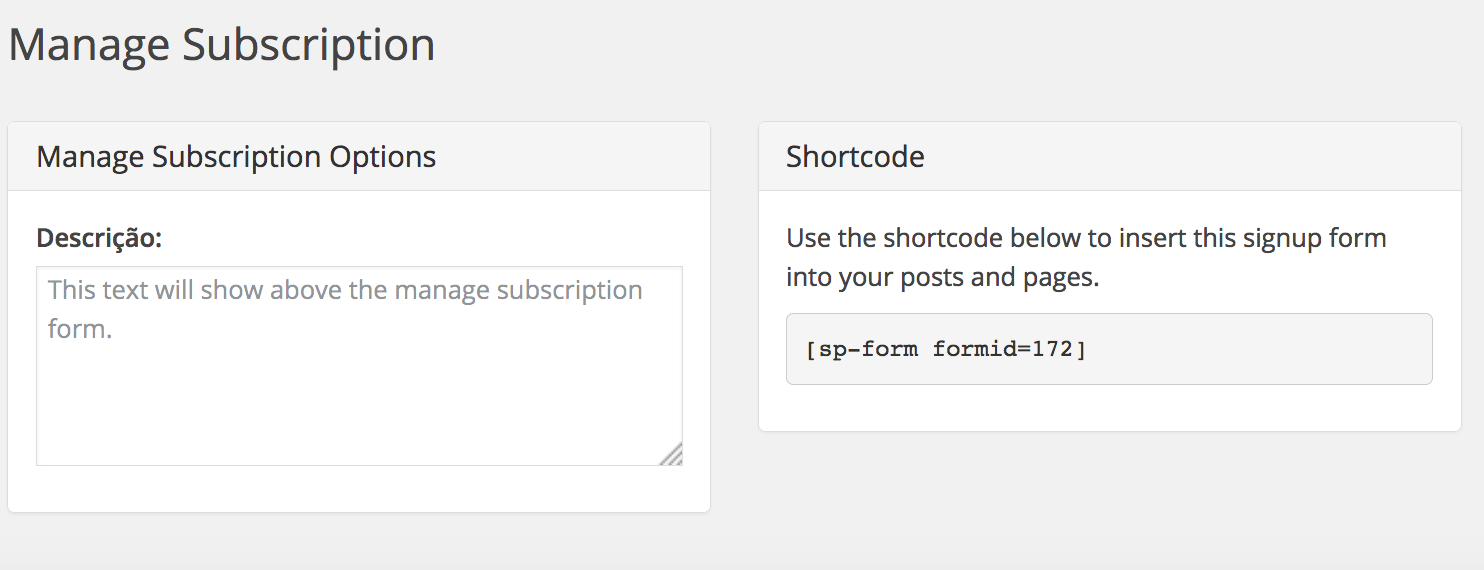 Manage Subscription
Manage Subscription Options
Descrição:
This text will show above the manage subscription
form.
Shortcode
Use the shortcode below to insert this signup form
into your posts and pages.
[sp-form formid=172]